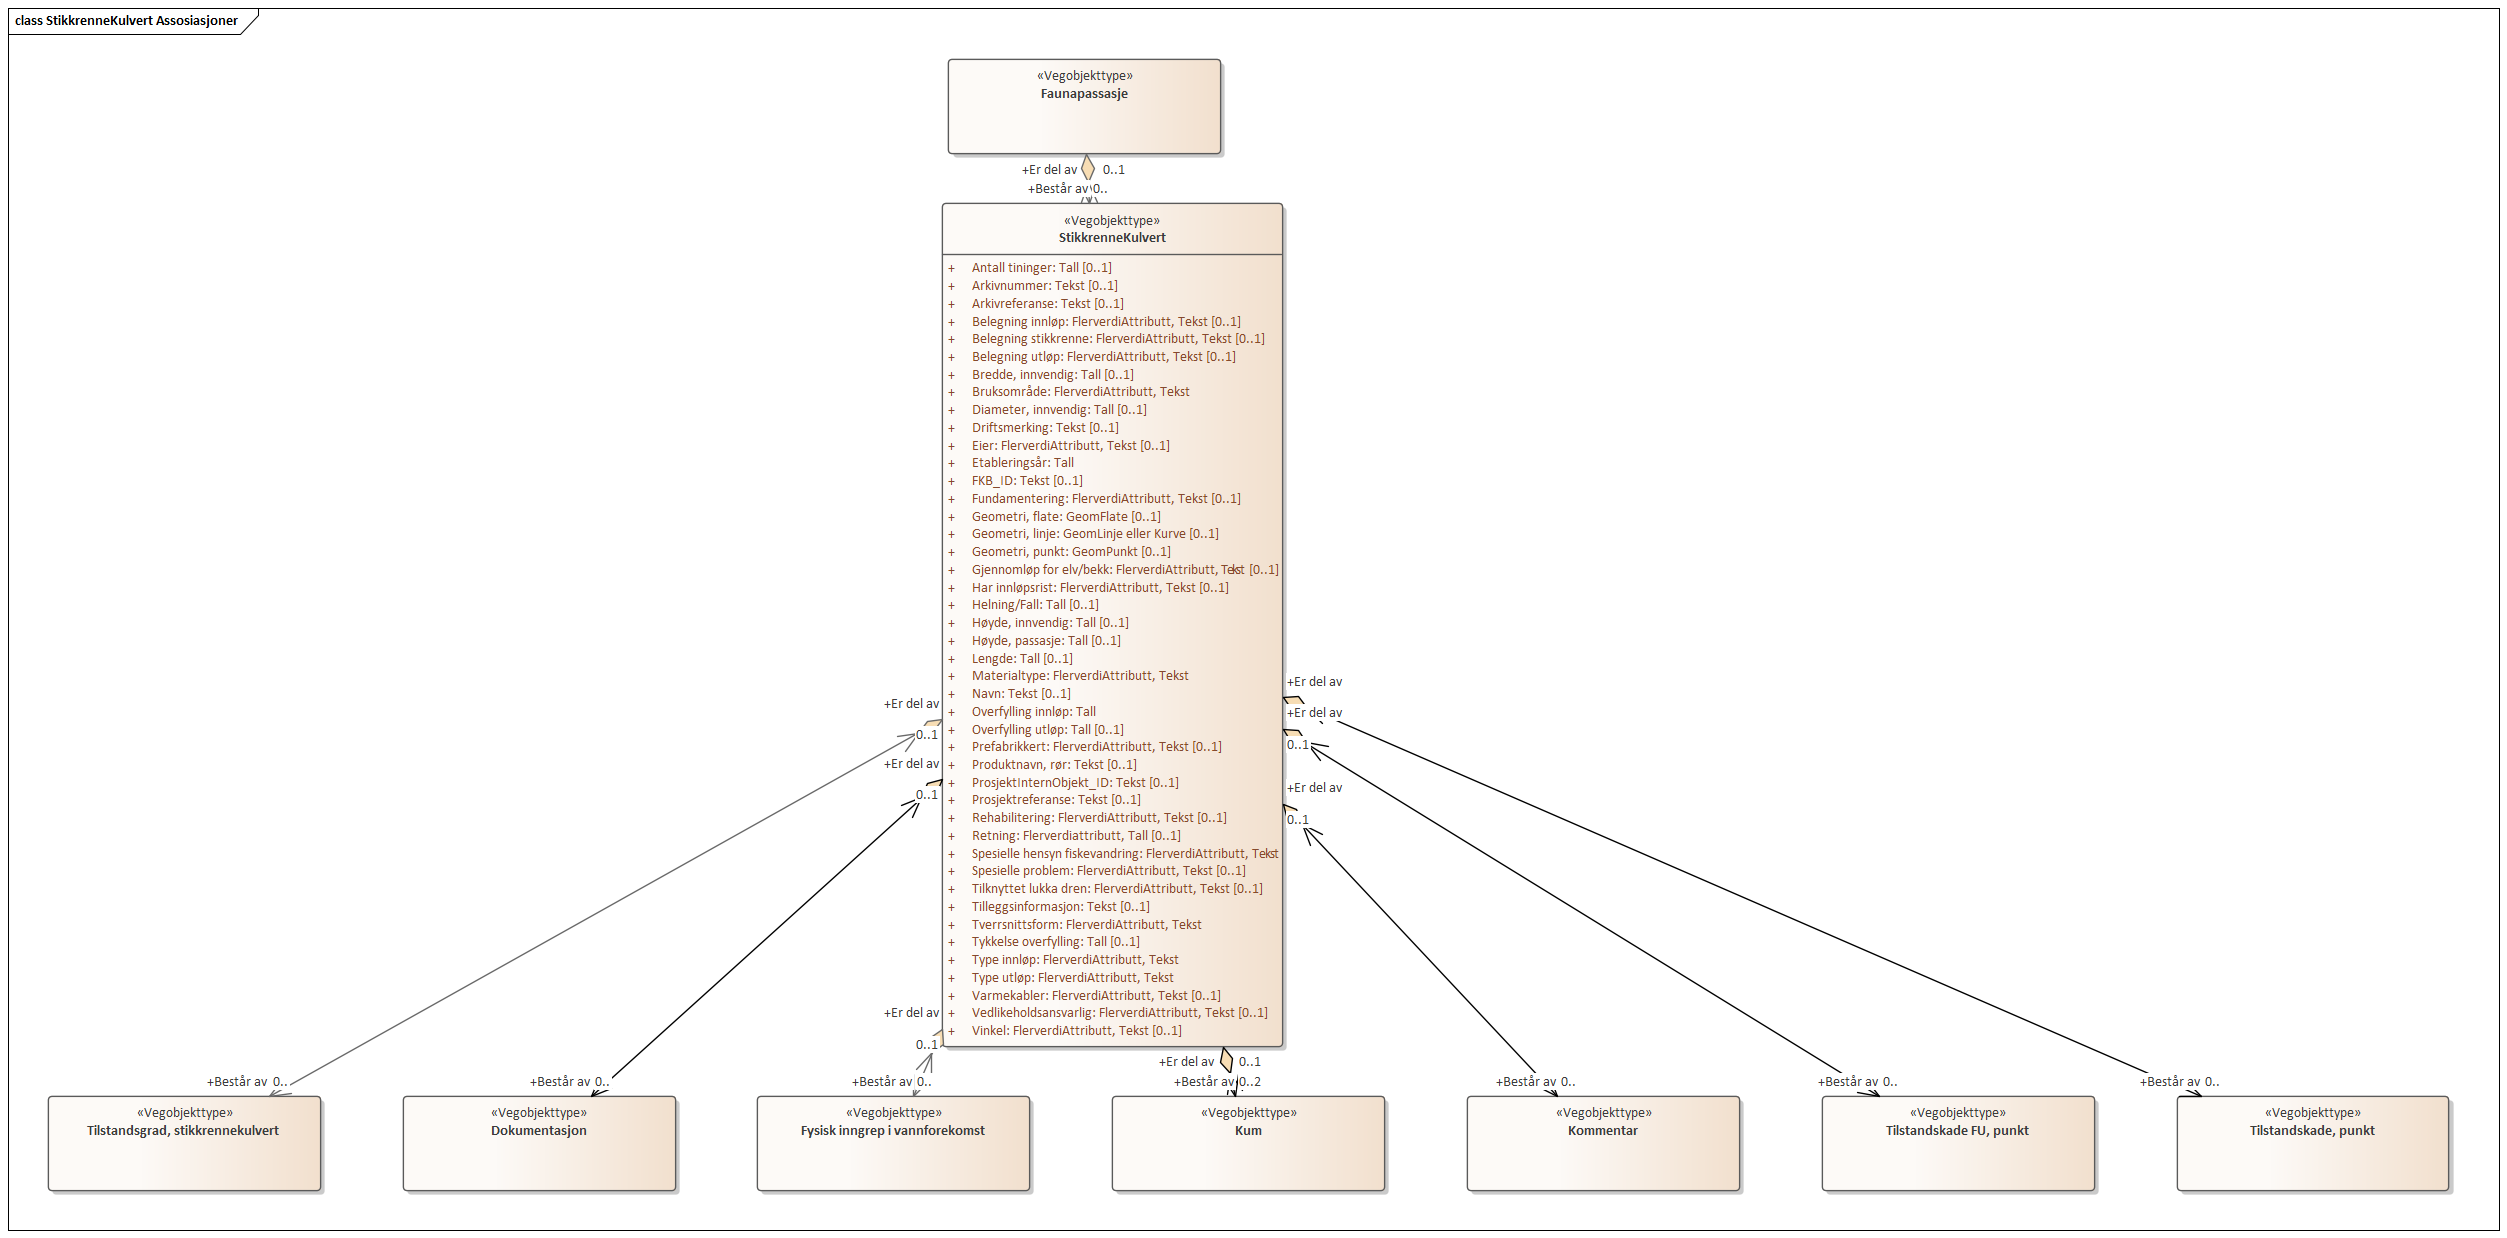 class StikkrenneKulvert Assosiasjoner
«Vegobjekttype»
Faunapassasje
+Er del av 0..1
+Består av 0..
«Vegobjekttype»
StikkrenneKulvert
+ Antall tininger: Tall [0..1]
+ Arkivnummer: Tekst [0..1]
+ Arkivreferanse: Tekst [0..1]
+ Belegning innløp: FlerverdiAttributt, Tekst [0..1]
+ Belegning stikkrenne: FlerverdiAttributt, Tekst [0..1]
+ Belegning utløp: FlerverdiAttributt, Tekst [0..1]
+ Bredde, innvendig: Tall [0..1]
+ Bruksområde: FlerverdiAttributt, Tekst
+ Diameter, innvendig: Tall [0..1]
+ Driftsmerking: Tekst [0..1]
+ Eier: FlerverdiAttributt, Tekst [0..1]
+ Etableringsår: Tall
+ FKB_ID: Tekst [0..1]
+ Fundamentering: FlerverdiAttributt, Tekst [0..1]
+ Geometri, flate: GeomFlate [0..1]
+ Geometri, linje: GeomLinje eller Kurve [0..1]
+ Geometri, punkt: GeomPunkt [0..1]
+ Gjennomløp for elv/bekk: FlerverdiAttributt, Tekst [0..1]
+ Har innløpsrist: FlerverdiAttributt, Tekst [0..1]
+ Helning/Fall: Tall [0..1]
+ Høyde, innvendig: Tall [0..1]
+ Høyde, passasje: Tall [0..1]
+ Lengde: Tall [0..1]
+ Materialtype: FlerverdiAttributt, Tekst
+ Navn: Tekst [0..1]
+ Overfylling innløp: Tall
+ Overfylling utløp: Tall [0..1]
+ Prefabrikkert: FlerverdiAttributt, Tekst [0..1]
+ Produktnavn, rør: Tekst [0..1]
+ ProsjektInternObjekt_ID: Tekst [0..1]
+ Prosjektreferanse: Tekst [0..1]
+ Rehabilitering: FlerverdiAttributt, Tekst [0..1]
+ Retning: Flerverdiattributt, Tall [0..1]
+ Spesielle hensyn fiskevandring: FlerverdiAttributt, Tekst
+ Spesielle problem: FlerverdiAttributt, Tekst [0..1]
+ Tilknyttet lukka dren: FlerverdiAttributt, Tekst [0..1]
+ Tilleggsinformasjon: Tekst [0..1]
+ Tverrsnittsform: FlerverdiAttributt, Tekst
+ Tykkelse overfylling: Tall [0..1]
+ Type innløp: FlerverdiAttributt, Tekst
+ Type utløp: FlerverdiAttributt, Tekst
+ Varmekabler: FlerverdiAttributt, Tekst [0..1]
+ Vedlikeholdsansvarlig: FlerverdiAttributt, Tekst [0..1]
+ Vinkel: FlerverdiAttributt, Tekst [0..1]
+Er del av
0..1
+Er del av
0..1
+Er del av
0..1
+Er del av 0..1
+Er del av
+Er del av
0..1
+Er del av
0..1
+Består av 0..
+Består av 0..
+Består av 0..
+Består av 0..2
+Består av 0..
+Består av 0..
+Består av 0..
«Vegobjekttype»
Tilstandsgrad, stikkrennekulvert
«Vegobjekttype»
Dokumentasjon
«Vegobjekttype»
Fysisk inngrep i vannforekomst
«Vegobjekttype»
Kum
«Vegobjekttype»
Kommentar
«Vegobjekttype»
Tilstandskade FU, punkt
«Vegobjekttype»
Tilstandskade, punkt